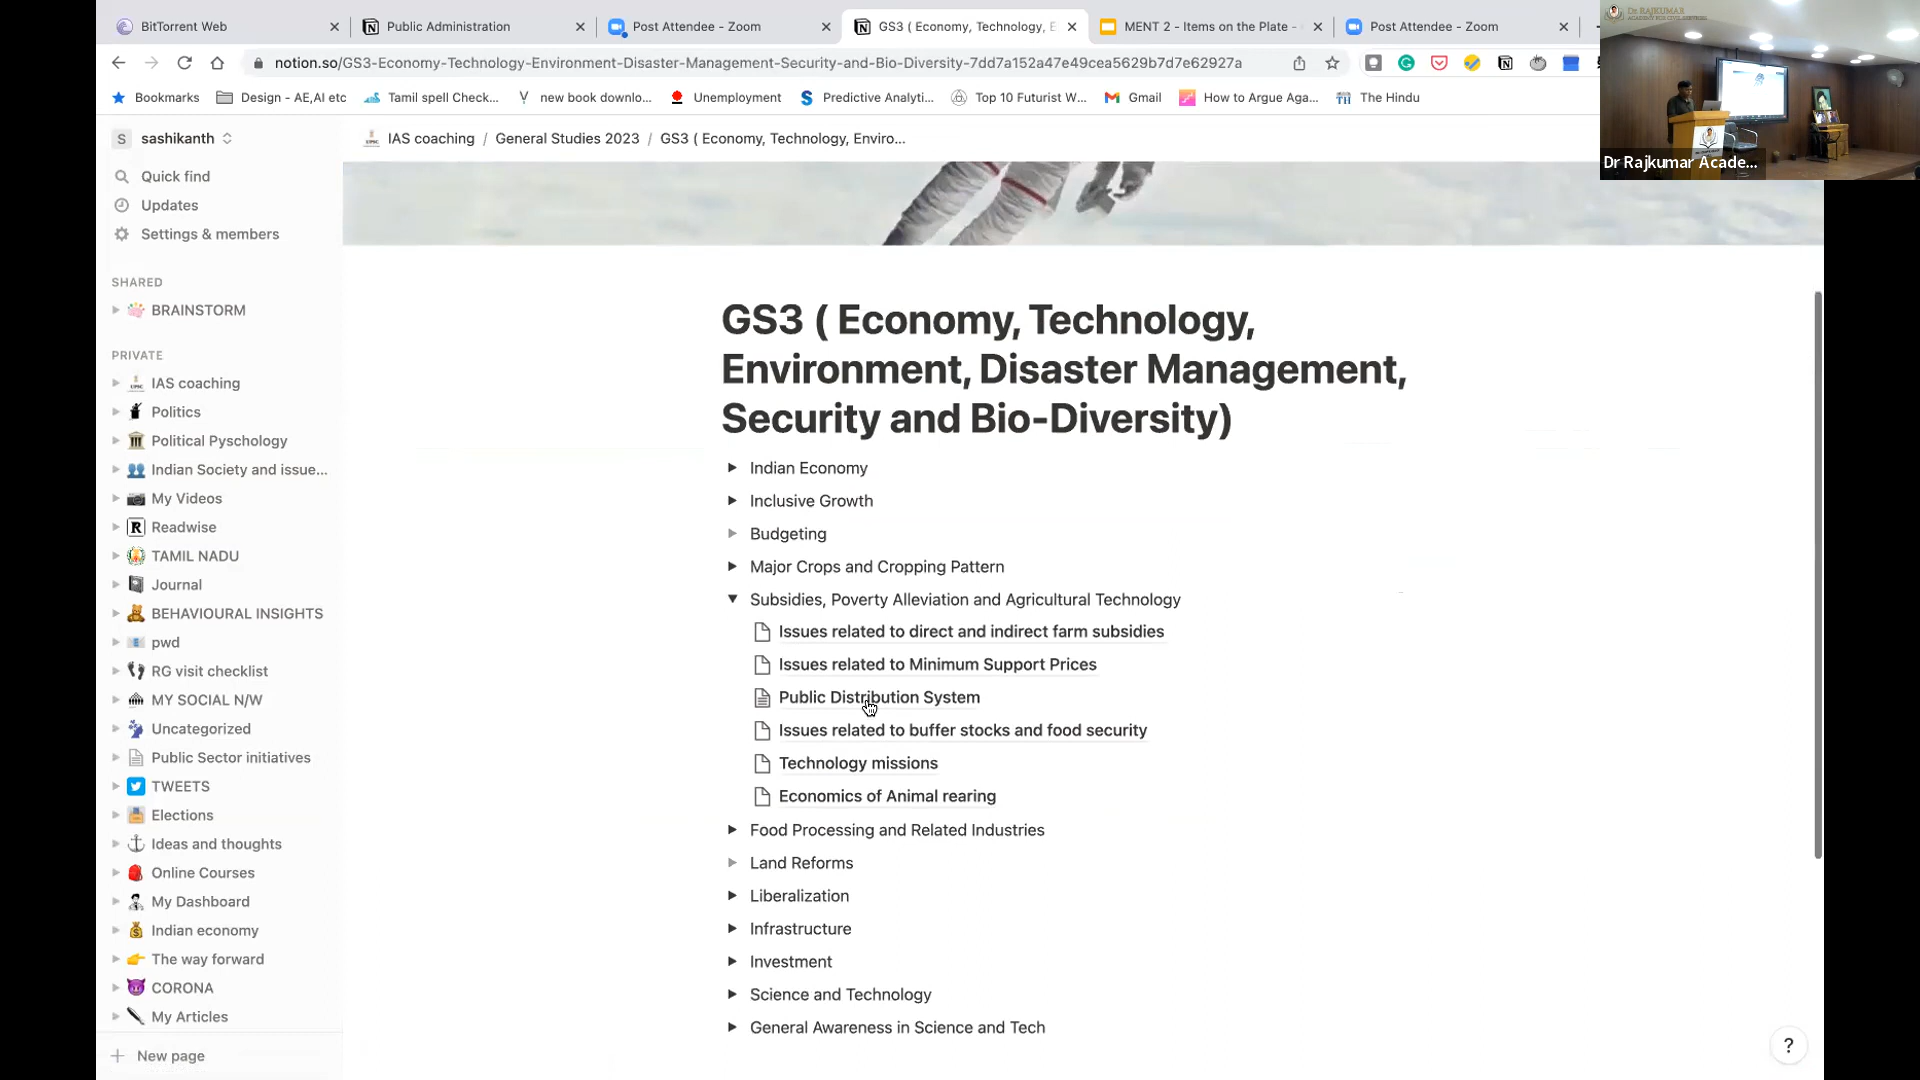 BitTorrent Web
Public Administration
Post Attendee - Zoom
GS3 ( Economy, Technology, E
MENT 2 - Items on the Plate -
Post Attendee - Zoom
notion.so/GS3-Economy-Technology-Environment-Disaster-Management-Security-and-Bio-Diversity-7dd7a152a47e49cea5629b7d7e62927a
Bookmarks
Design - AE,AI etc
Tamil spell Check...
new book downlo...
Unemployment
Predictive Analyti...
Top 10 Futurist W...
Gmail
How to Argue Aga...
The Hindu
Dr. RAJKUMAR
Dr Rajkumar Acade...
S sashikanth
IAS coaching / General Studies 2023 / GS3 ( Economy, Technology, Enviro...
Quick find
Updates
Settings & members
SHARED
BRAINSTORM
PRIVATE
IAS coaching
Politics
Political Pyschology
Indian Society and issue...
My Videos
Readwise
TAMIL NADU
Journal
BEHAVIOURAL INSIGHTS
pwd
RG visit checklist
MY SOCIAL N/W
Uncategorized
Public Sector initiatives
TWEETS
Elections
Ideas and thoughts
Online Courses
My Dashboard
Indian economy
The way forward
CORONA
My Articles
New page
GS3 ( Economy, Technology,
Environment, Disaster Management,
Security and Bio-Diversity)
Indian Economy
Inclusive Growth
Budgeting
Major Crops and Cropping Pattern
Subsidies, Poverty Alleviation and Agricultural Technology
Issues related to direct and indirect farm subsidies
Issues related to Minimum Support Prices
Public Distribution System
Issues related to buffer stocks and food security
Technology missions
Economics of Animal rearing
Food Processing and Related Industries
Land Reforms
Liberalization
Infrastructure
Investment
Science and Technology
General Awareness in Science and Tech
?